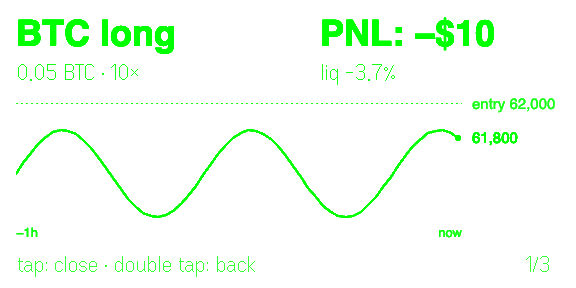 BTC long
PNL: –$10
0.05 BTC · 10×
liq −3.7%
entry 62,000
61,800
–1h
now
tap: close · double tap: back
1/3